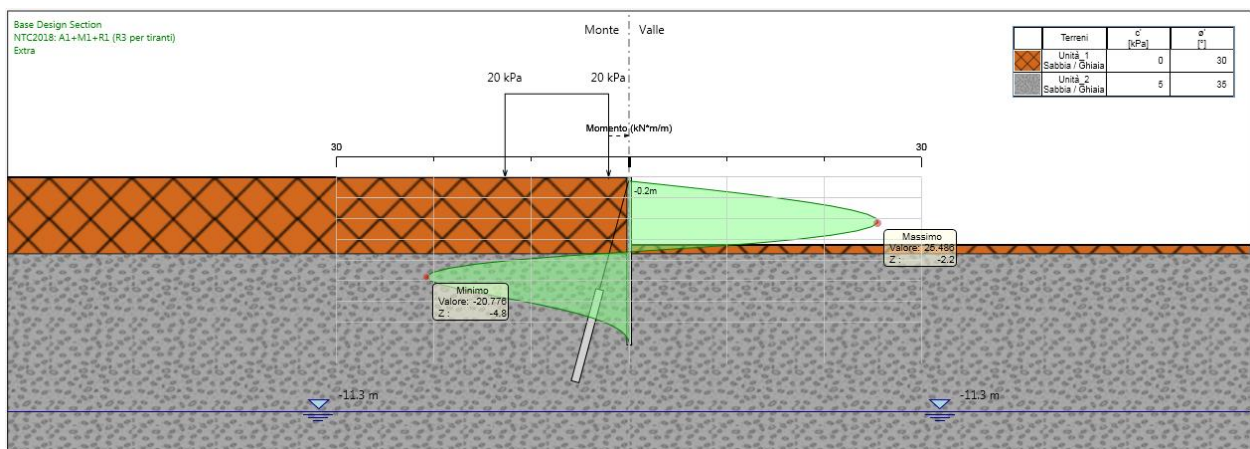 Base Design Section
NTC2018: A1+M1+R1 (R3 per tiranti)
Extra
Monte Valle
Terreni c' [kPa] ø' [°]
Unità_1 Sabbia / Ghiaia 0 30
Unità_2 Sabbia / Ghiaia 5 35
20 kPa 20 kPa
Momento (kN*m/m)
30 30
-0.2m
Massimo
Valore: 25.486
Z : -2.2
Minimo
Valore: -20.776
Z : -4.8
-11.3 m -11.3 m